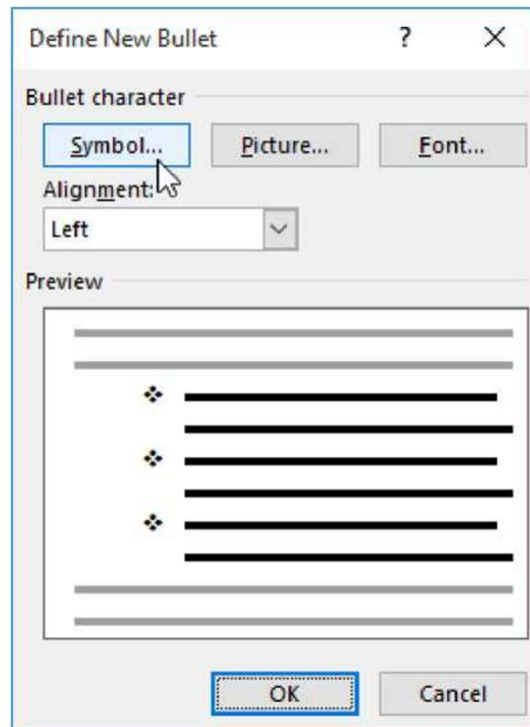 Define New Bullet ? ✕
Bullet character
Symbol... Picture... Font...
Alignment:
Left
Preview
OK Cancel